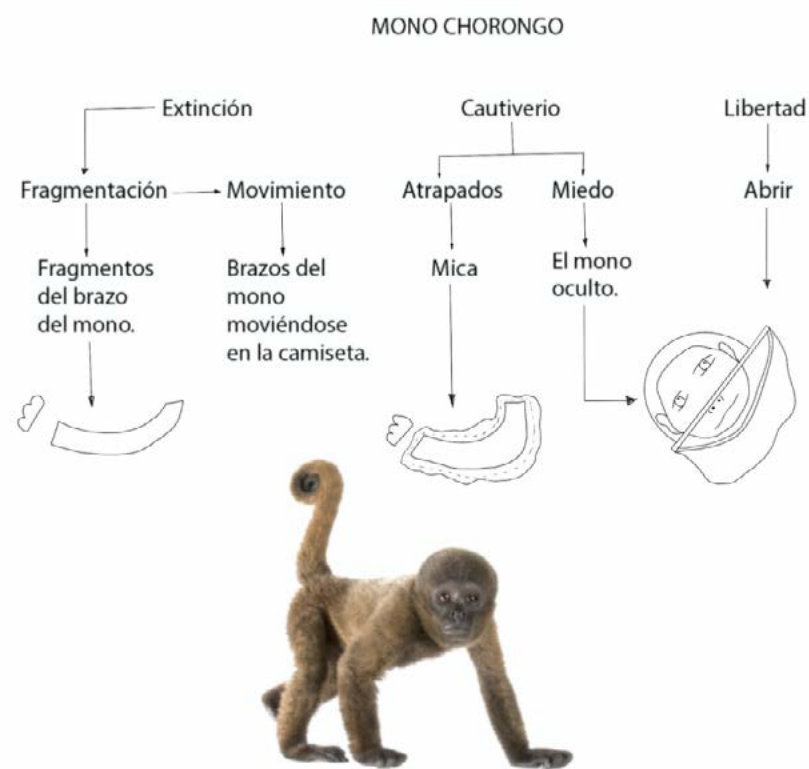 MONO CHORONGO
Extinción
Cautiverio
Libertad
Fragmentación
Movimiento
Atrapados
Miedo
Abrir
Fragmentos
del brazo
del mono.
Brazos del
mono
moviéndose
en la camiseta.
Mica
El mono
oculto.